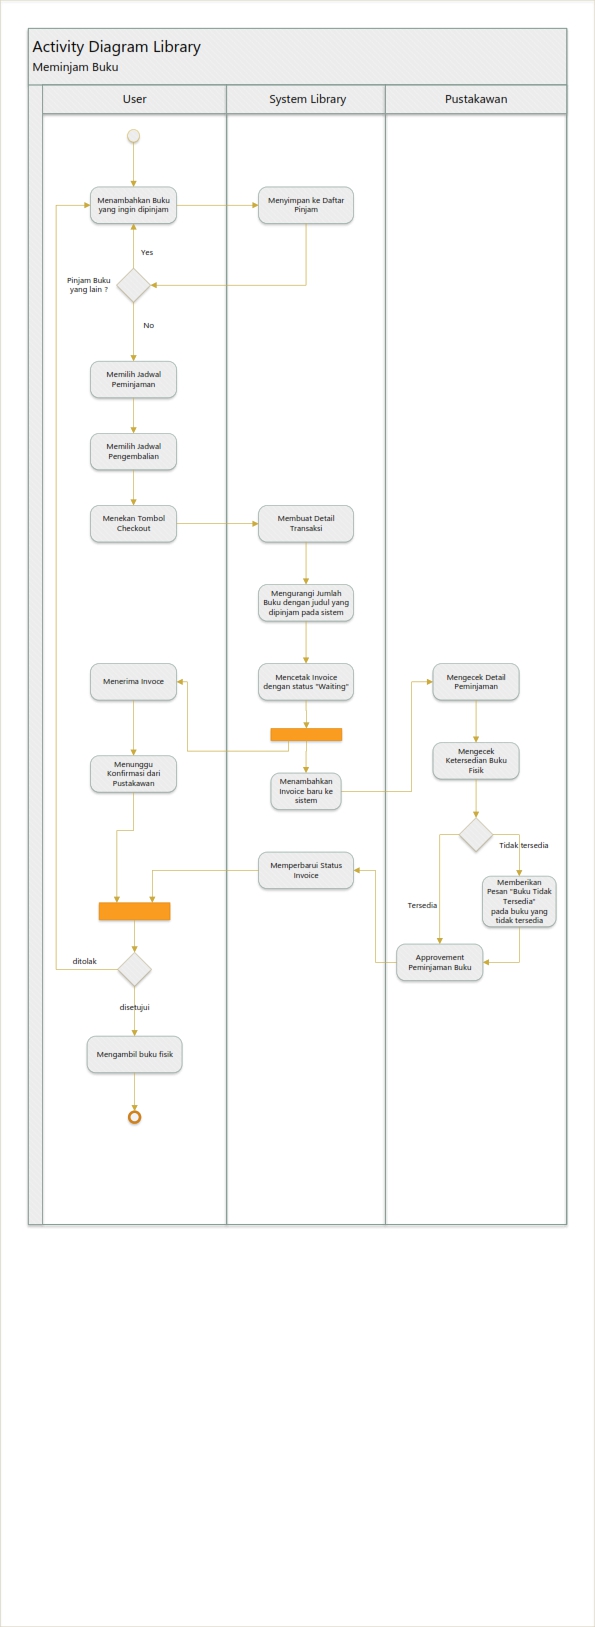 Activity Diagram Library
Meminjam Buku
User
System Library
Pustakawan
Menambahkan Buku
yang ingin dipinjam
Menyimpan ke Daftar
Pinjam
Yes
Pinjam Buku
yang lain ?
No
Memilih Jadwal
Peminjaman
Memilih Jadwal
Pengembalian
Menekan Tombol
Checkout
Membuat Detail
Transaksi
Mengurangi Jumlah
Buku dengan judul yang
dipinjam pada sistem
Menerima Invoce
Mencetak Invoice
dengan status "Waiting"
Mengecek Detail
Peminjaman
Menunggu
Konfirmasi dari
Pustakawan
Menambahkan
Invoice baru ke
sistem
Mengecek
Ketersedian Buku
Fisik
Tidak tersedia
Memperbarui Status
Invoice
Memberikan
Pesan "Buku Tidak
Tersedia"
pada buku yang
tidak tersedia
Tersedia
Approvement
Peminjaman Buku
ditolak
disetujui
Mengambil buku fisik